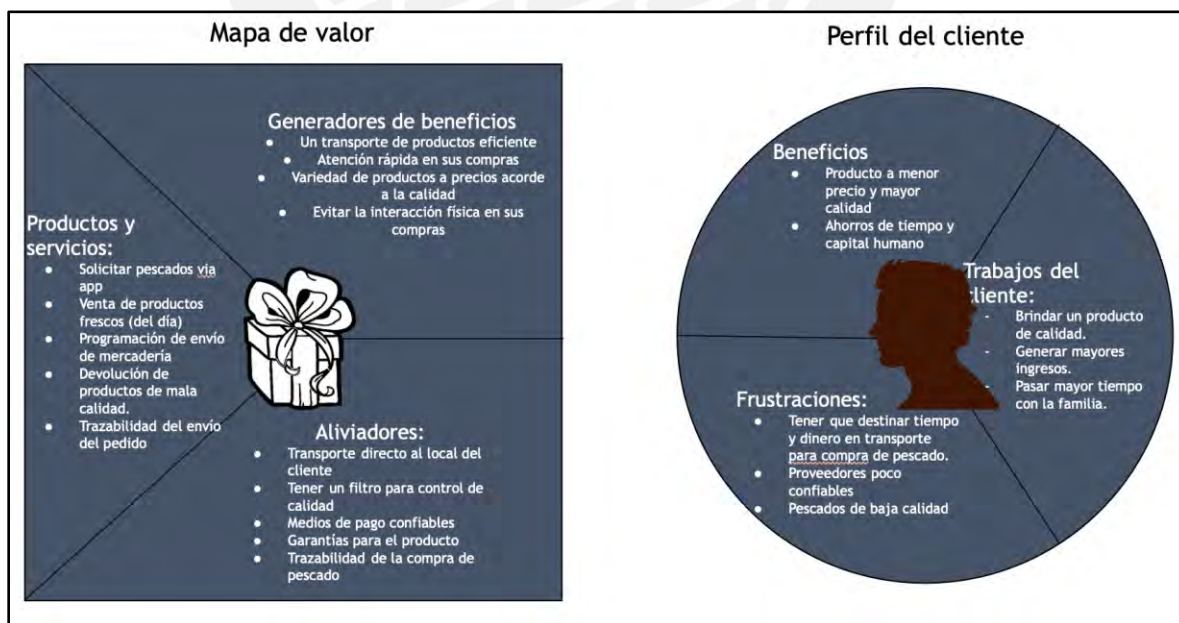 Mapa de valor
Generadores de beneficios
● Un transporte de productos eficiente
● Atención rápida en sus compras
● Variedad de productos a precios acorde
a la calidad
● Evitar la interacción física en sus
compras
Productos y
servicios:
● Solicitar pescados via
app
● Venta de productos
frescos (del día)
● Programación de envío
de mercadería
● Devolución de
productos de mala
calidad.
● Trazabilidad del envío
del pedido
Aliviadores:
● Transporte directo al local del
cliente
● Tener un filtro para control de
calidad
● Medios de pago confiables
● Garantías para el producto
● Trazabilidad de la compra de
pescado
Perfil del cliente
Beneficios
● Producto a menor
precio y mayor
calidad
● Ahorros de tiempo y
capital humano
Trabajos del
cliente:
- Brindar un producto
de calidad.
- Generar mayores
ingresos.
- Pasar mayor tiempo
con la familia.
Frustraciones:
● Tener que destinar tiempo
y dinero en transporte
para compra de pescado.
● Proveedores poco
confiables
● Pescados de baja calidad